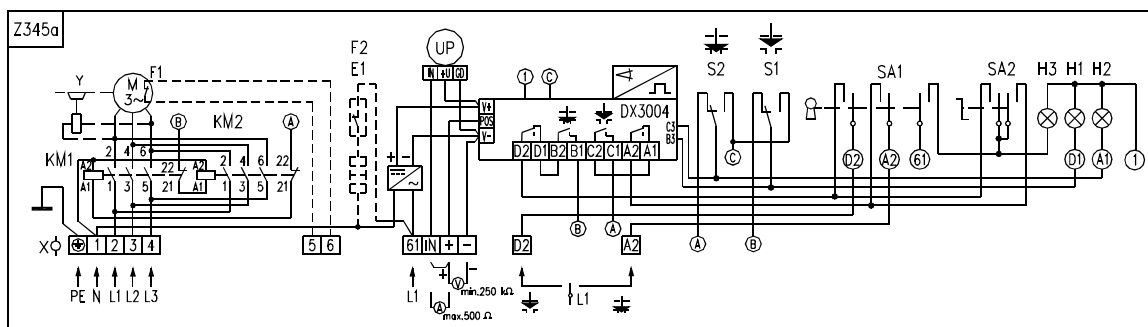 Z345a
F2
E1
UP
IN +U GD
1 C
S2 S1
SA1
SA2
H3 H1 H2
Y
F1
M
3~
KM2
B A
V+
POS
V-
DX3004
C3
B3
D2 D1 B2 B1 C2 C1 A2 A1
KM1
A2
A1
2 4 6 22
1 3 5 21
A2
A1
2 4 6 22
1 3 5 21
+ -
~
C
D2 A2 61
D1 A1 1
B A
A B
X
1 2 3 4
5 6
61 IN + -
D2
A2
PE N L1 L2 L3
L1
+ -
V min.250 kΩ
A
max.500 Ω
L1